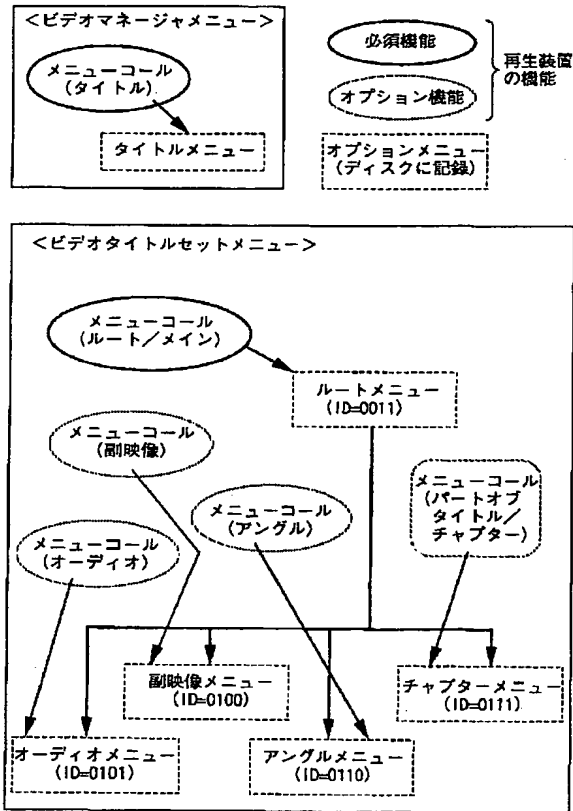 <ビデオマネージャメニュー>
メニューコール
(タイトル)
タイトルメニュー
必須機能
オプション機能
再生装置
の機能
オプションメニュー
(ディスクに記録)
<ビデオタイトルセットメニュー>
メニューコール
(ルート/メイン)
ルートメニュー
(ID=0011)
メニューコール
(副映像)
メニューコール
(アングル)
メニューコール
(パートオブ
タイトル/
チャプター)
メニューコール
(オーディオ)
副映像メニュー
(ID=0100)
チャプターメニュー
(ID=0111)
オーディオメニュー
(ID=0101)
アングルメニュー
(ID=0110)